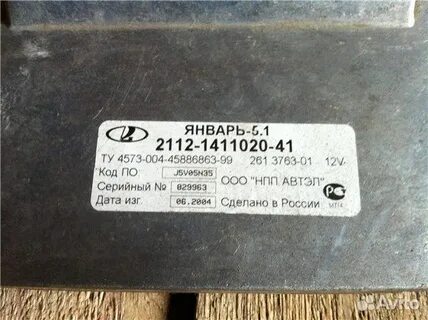 ЯНВАРЬ-5.1
2112-1411020-41
ТУ 4573-004-45886863-99 261.3763-01 12V
Код ПО J5V05N35
Серийный № 829963 ООО "НПП АВТЭЛ"
Дата изг 06.2004 Сделано в России
Avito